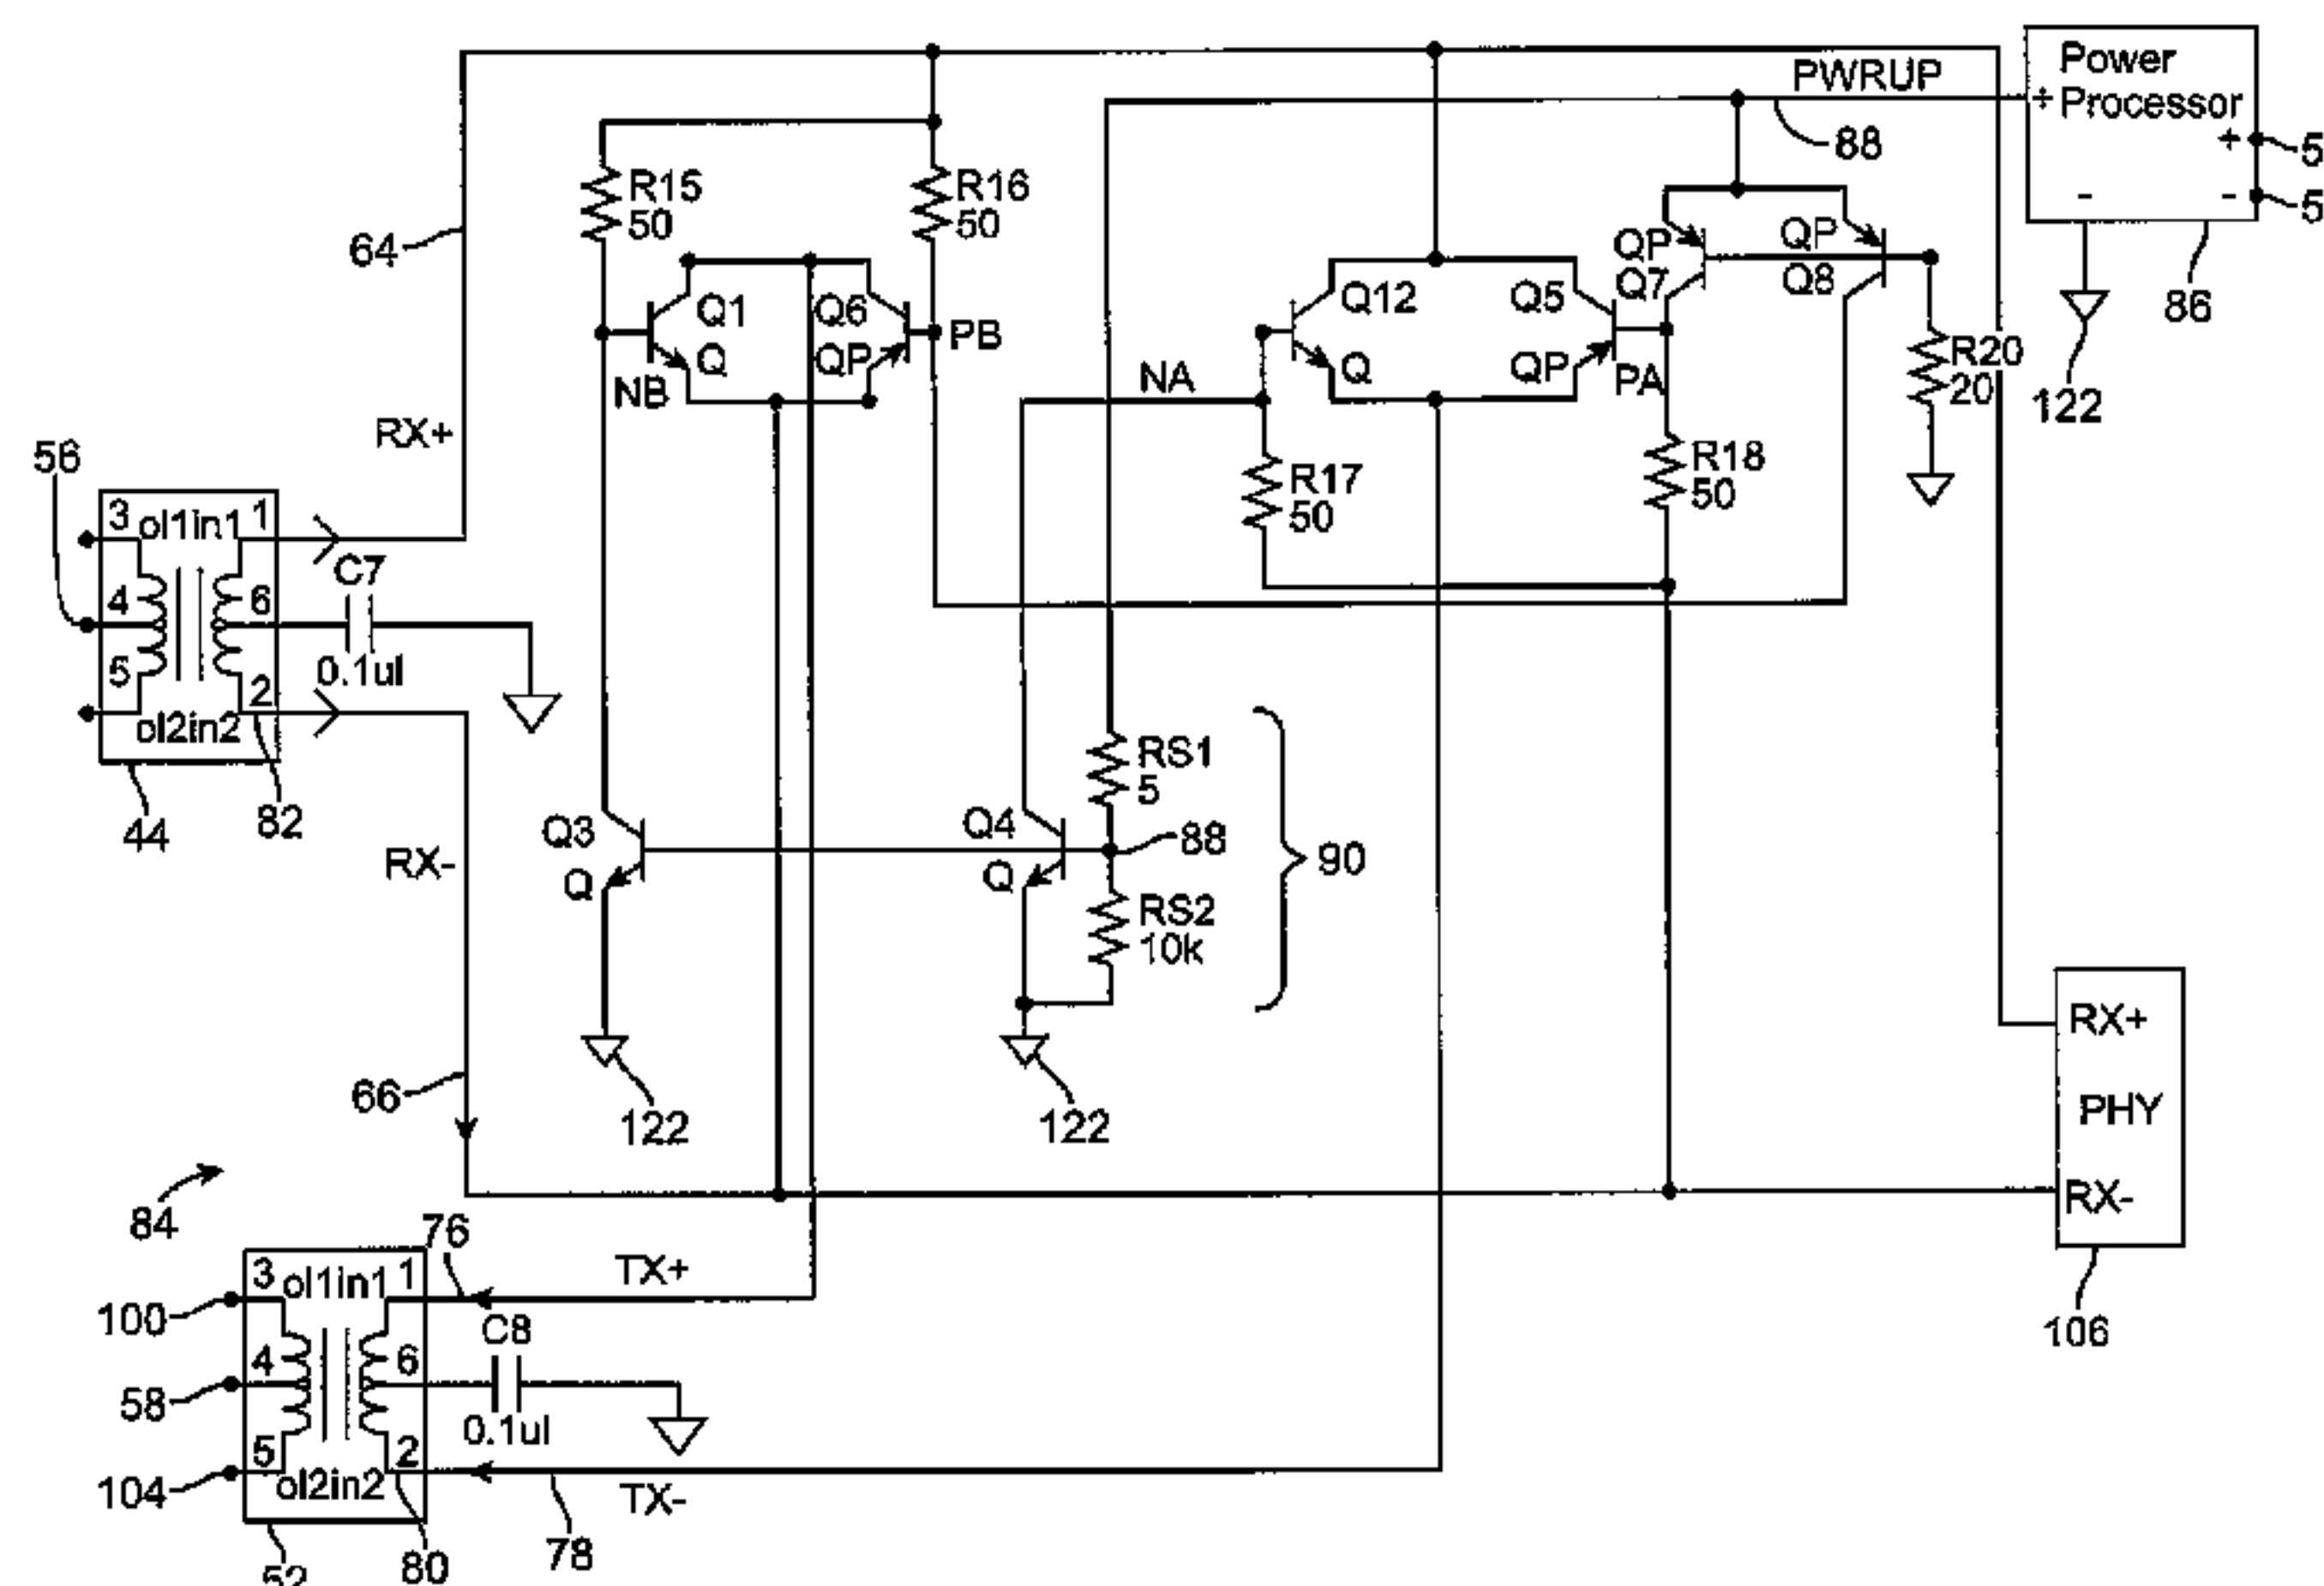 Power
PWRUP
+ Processor
88
+
5
-
-
5
R15
50
R16
50
64
QP
Q7
QP
Q8
86
Q1
Q
Q6
QP
PB
Q12
Q
Q5
QP
R20
20
NB
NA
PA
122
RX+
56
R17
50
R18
50
3
ol1in1
1
C7
4
6
0.1ul
5
2
ol2in2
RS1
5
44
82
Q3
Q
Q4
Q
88
90
RX-
RS2
10k
RX+
66
PHY
122
122
RX-
84
76
3
ol1in1
1
TX+
100
C8
106
4
6
58
0.1ul
5
2
104
ol2in2
TX-
78
52
80